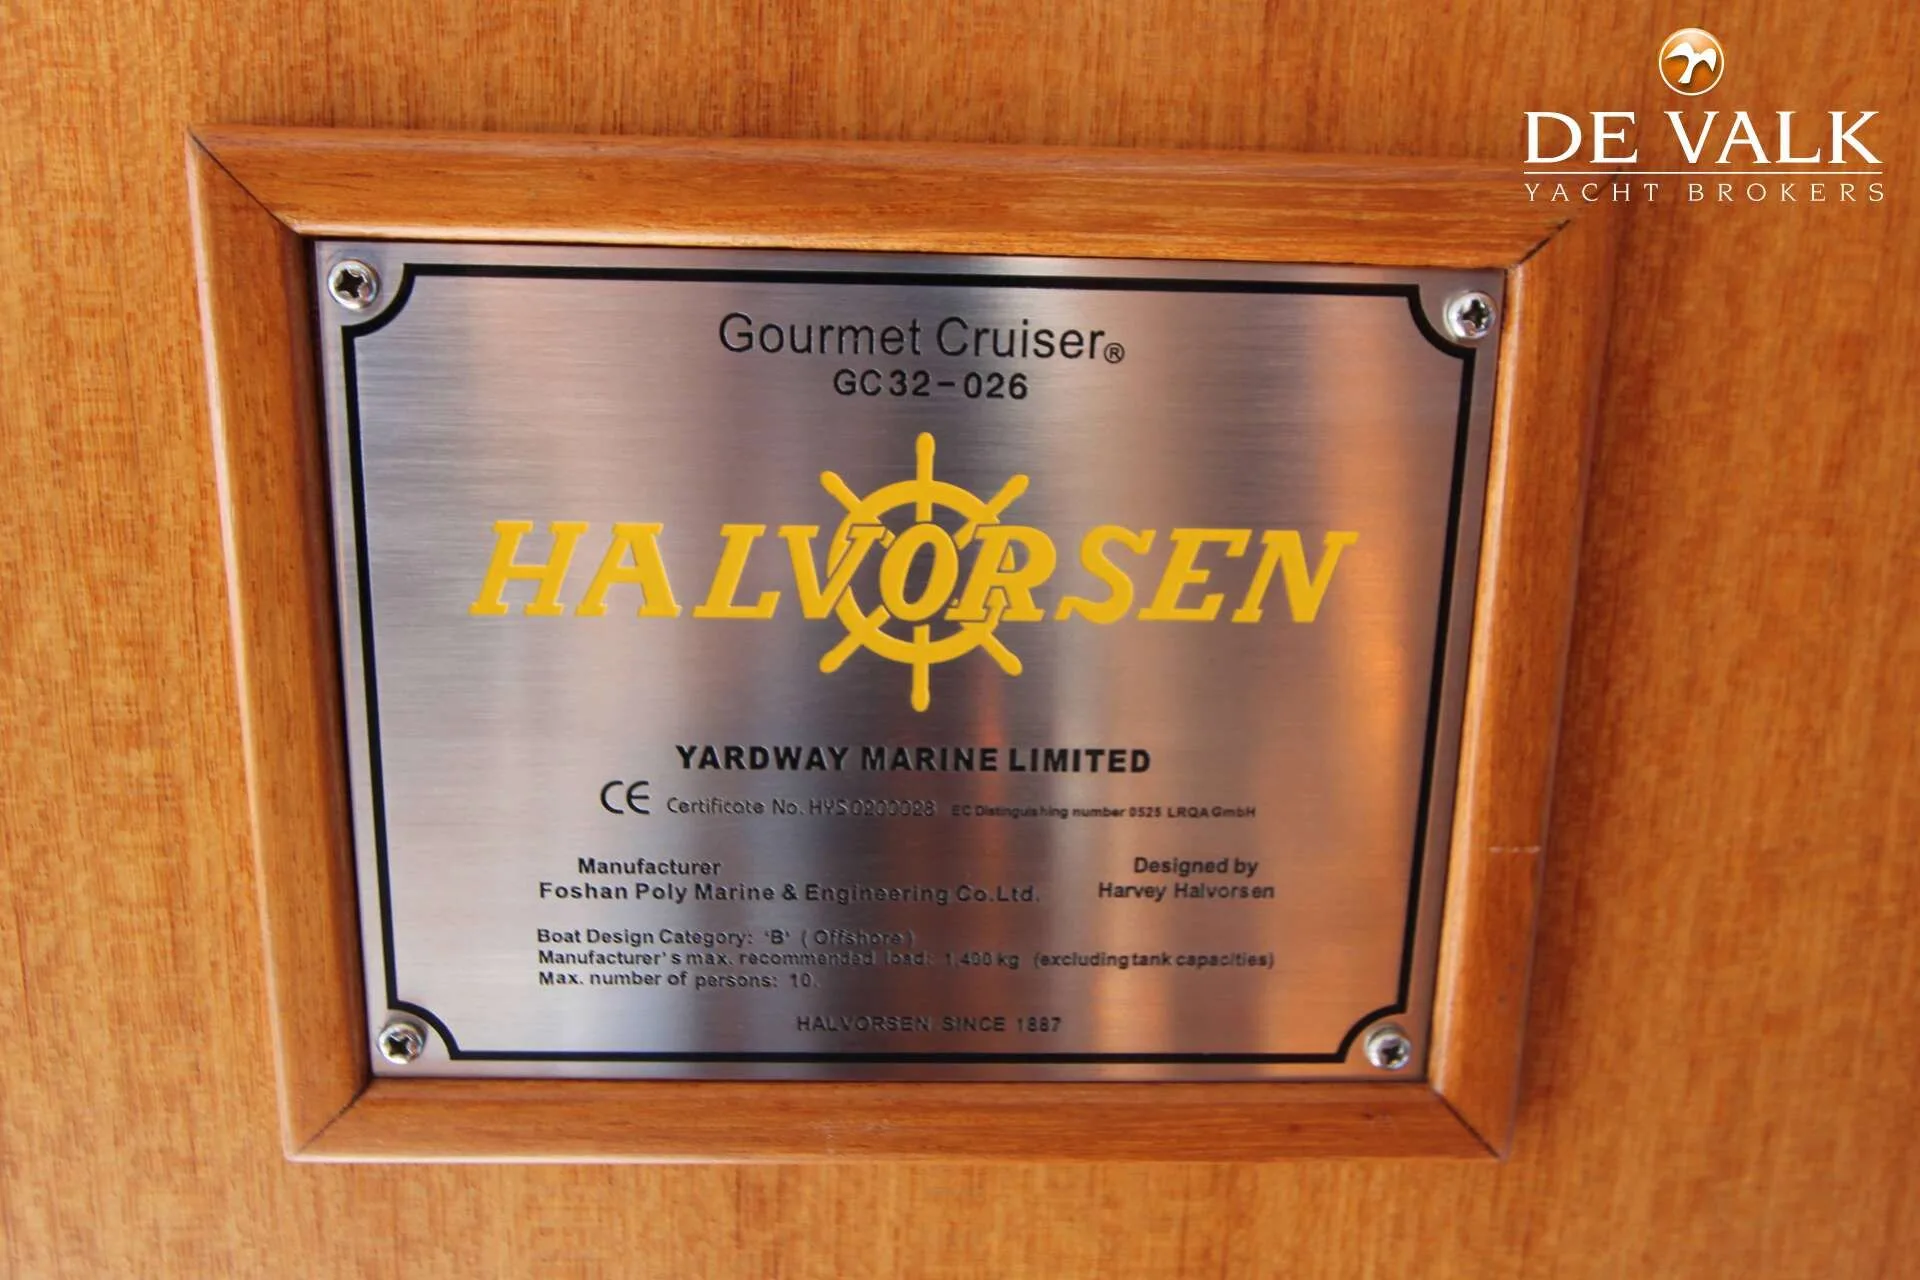 DE VALK
YACHT BROKERS
Gourmet Cruiser®
GC32-026
HALVORSEN
YARDWAY MARINE LIMITED
CE Certificate No. HYS0200028 EC Distinguishing number 0525 LRQA GmbH
Manufacturer Designed by
Foshan Poly Marine & Engineering Co.Ltd. Harvey Halvorsen
Boat Design Category: 'B' (Offshore)
Manufacturer's max. recommended load: 1,400 kg (excluding tank capacities)
Max. number of persons: 10.
HALVORSEN SINCE 1887